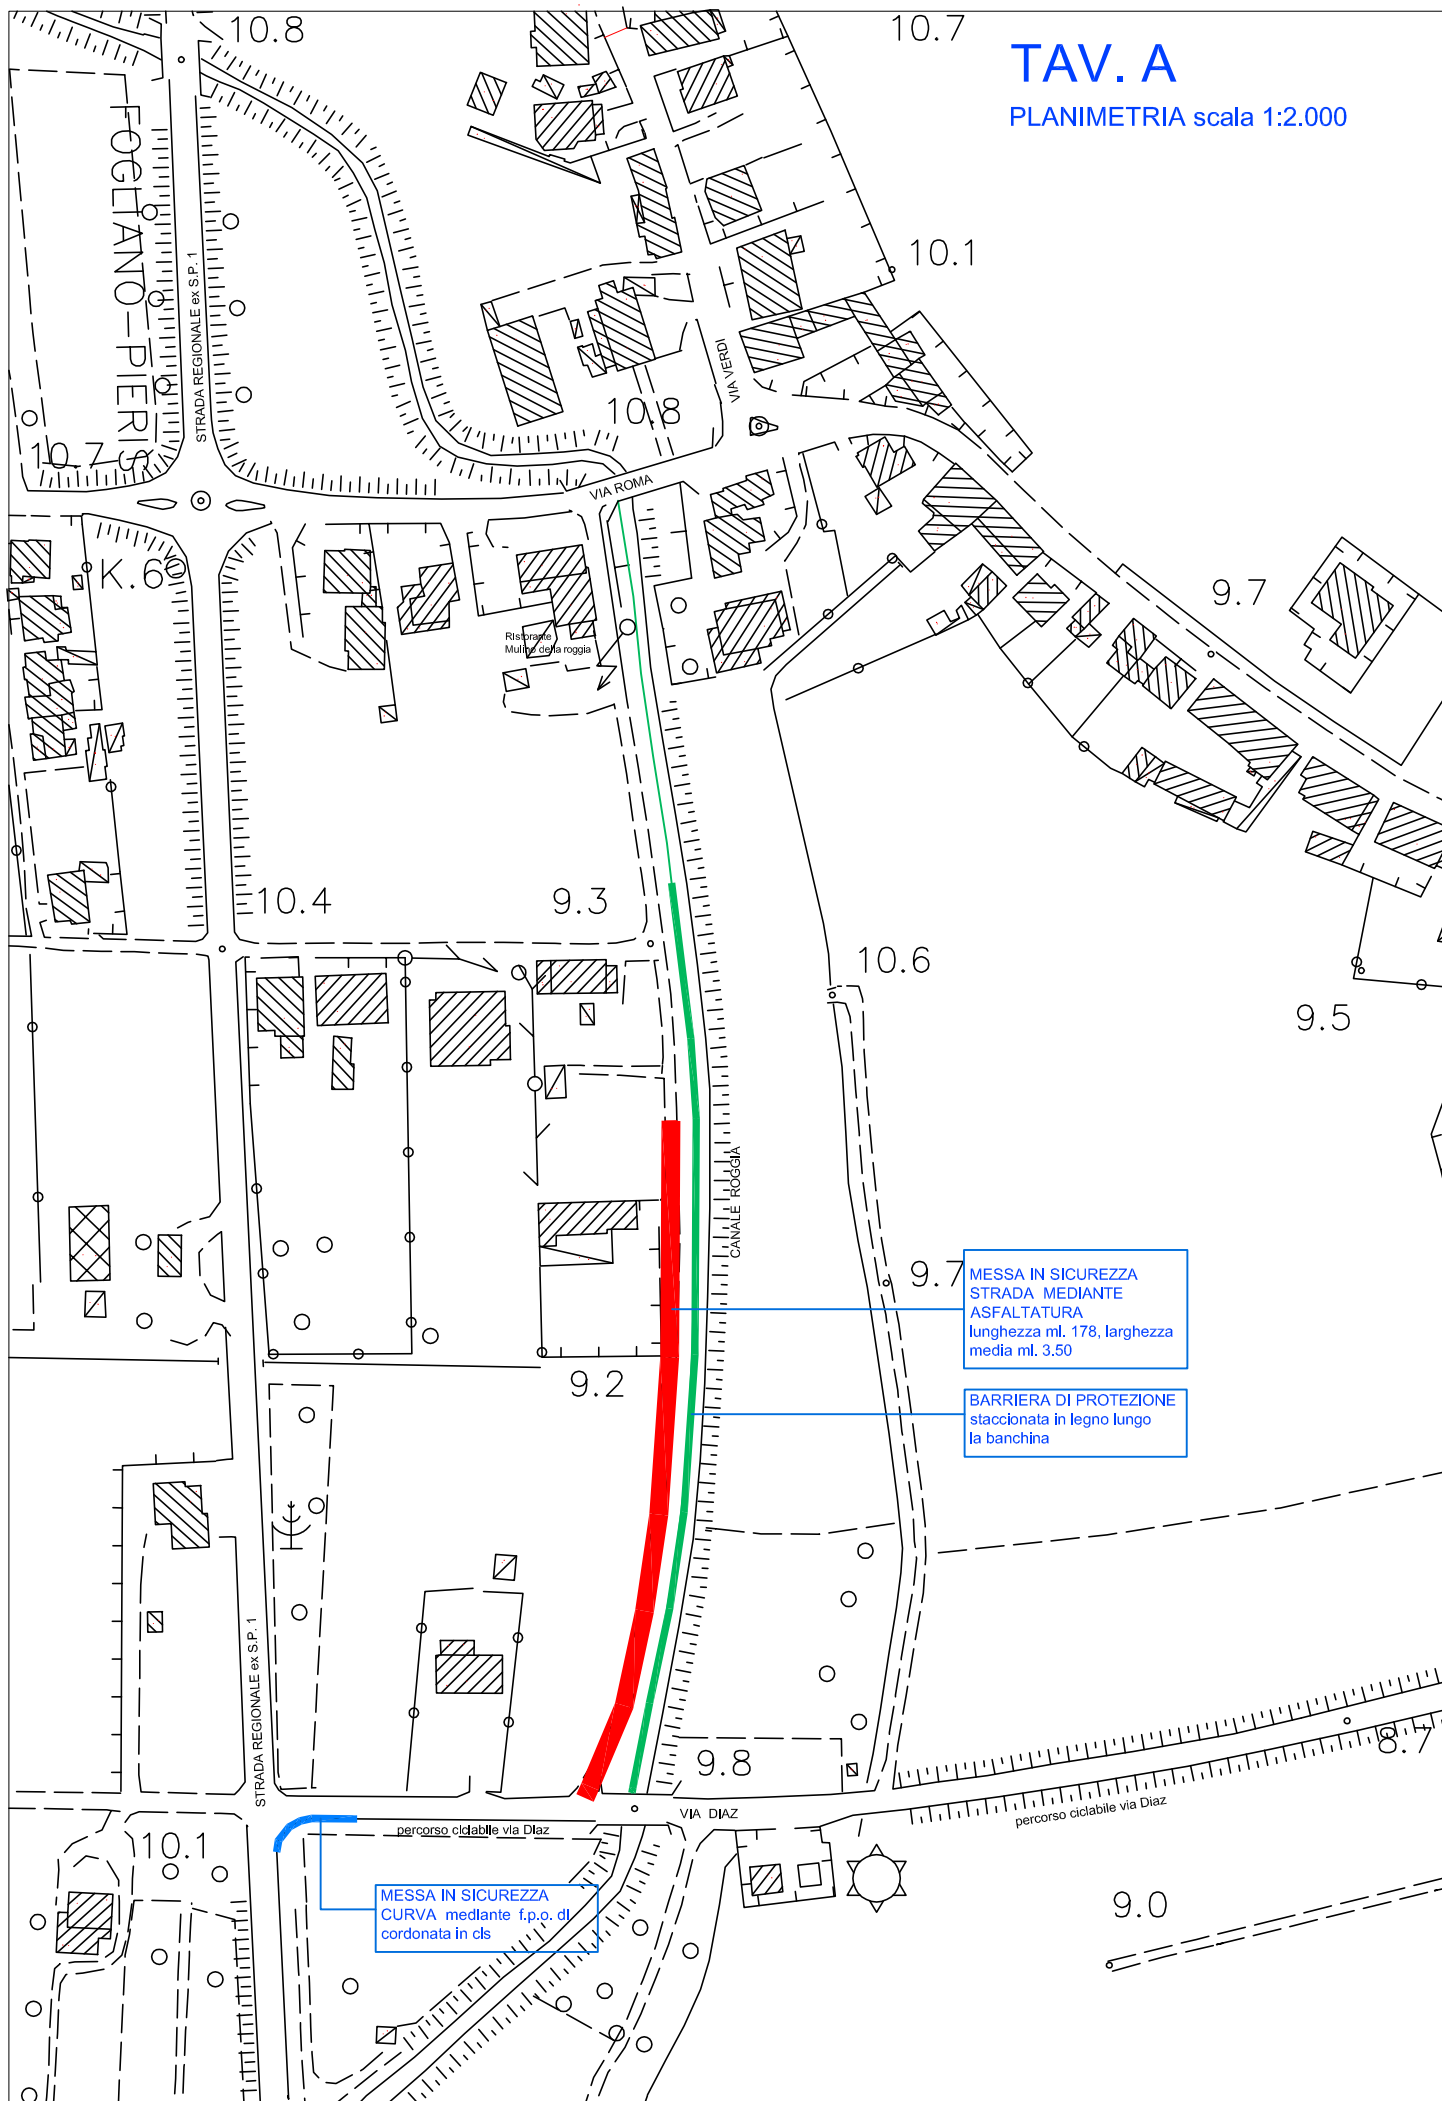 10.8
10.7
TAV. A
PLANIMETRIA scala 1:2.000
FOGLIANO-PIERIS
STRADA REGIONALE ex S.P. 1
10.1
VIA VERDI
10.8
10.7
VIA ROMA
K.6
9.7
Ristorante
Mulino della roggia
10.4
9.3
10.6
9.5
CANALE ROGGIA
9.7
MESSA IN SICUREZZA
STRADA MEDIANTE
ASFALTATURA
lunghezza ml. 178, larghezza
media ml. 3.50
9.2
BARRIERA DI PROTEZIONE
staccionata in legno lungo
la banchina
STRADA REGIONALE ex S.P. 1
9.8
8.7
VIA DIAZ
percorso ciclabile via Diaz
percorso ciclabile via Diaz
10.1
MESSA IN SICUREZZA
CURVA mediante f.p.o. di
cordonata in cls
9.0